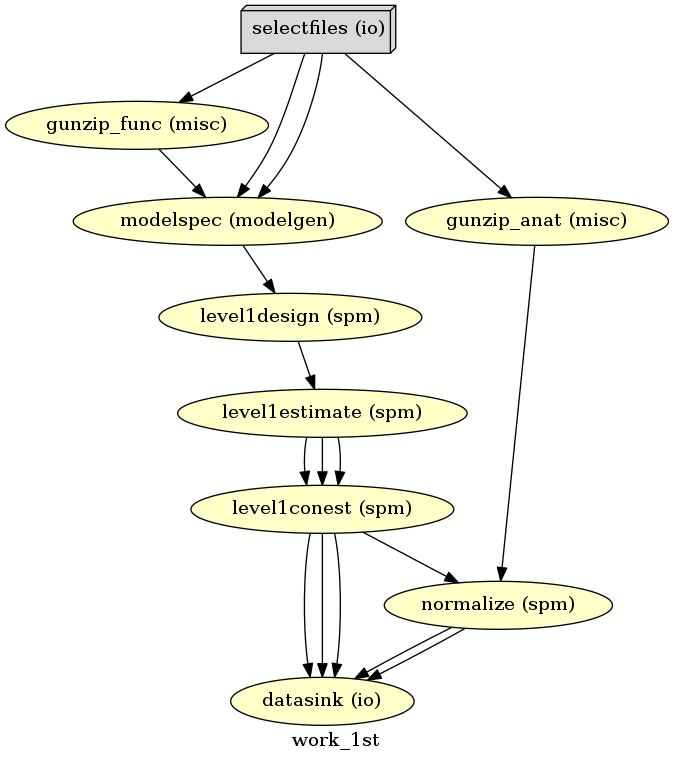 selectfiles (io)
gunzip_func (misc)
modelspec (modelgen)
gunzip_anat (misc)
level1design (spm)
level1estimate (spm)
level1conest (spm)
normalize (spm)
datasink (io)
work_1st